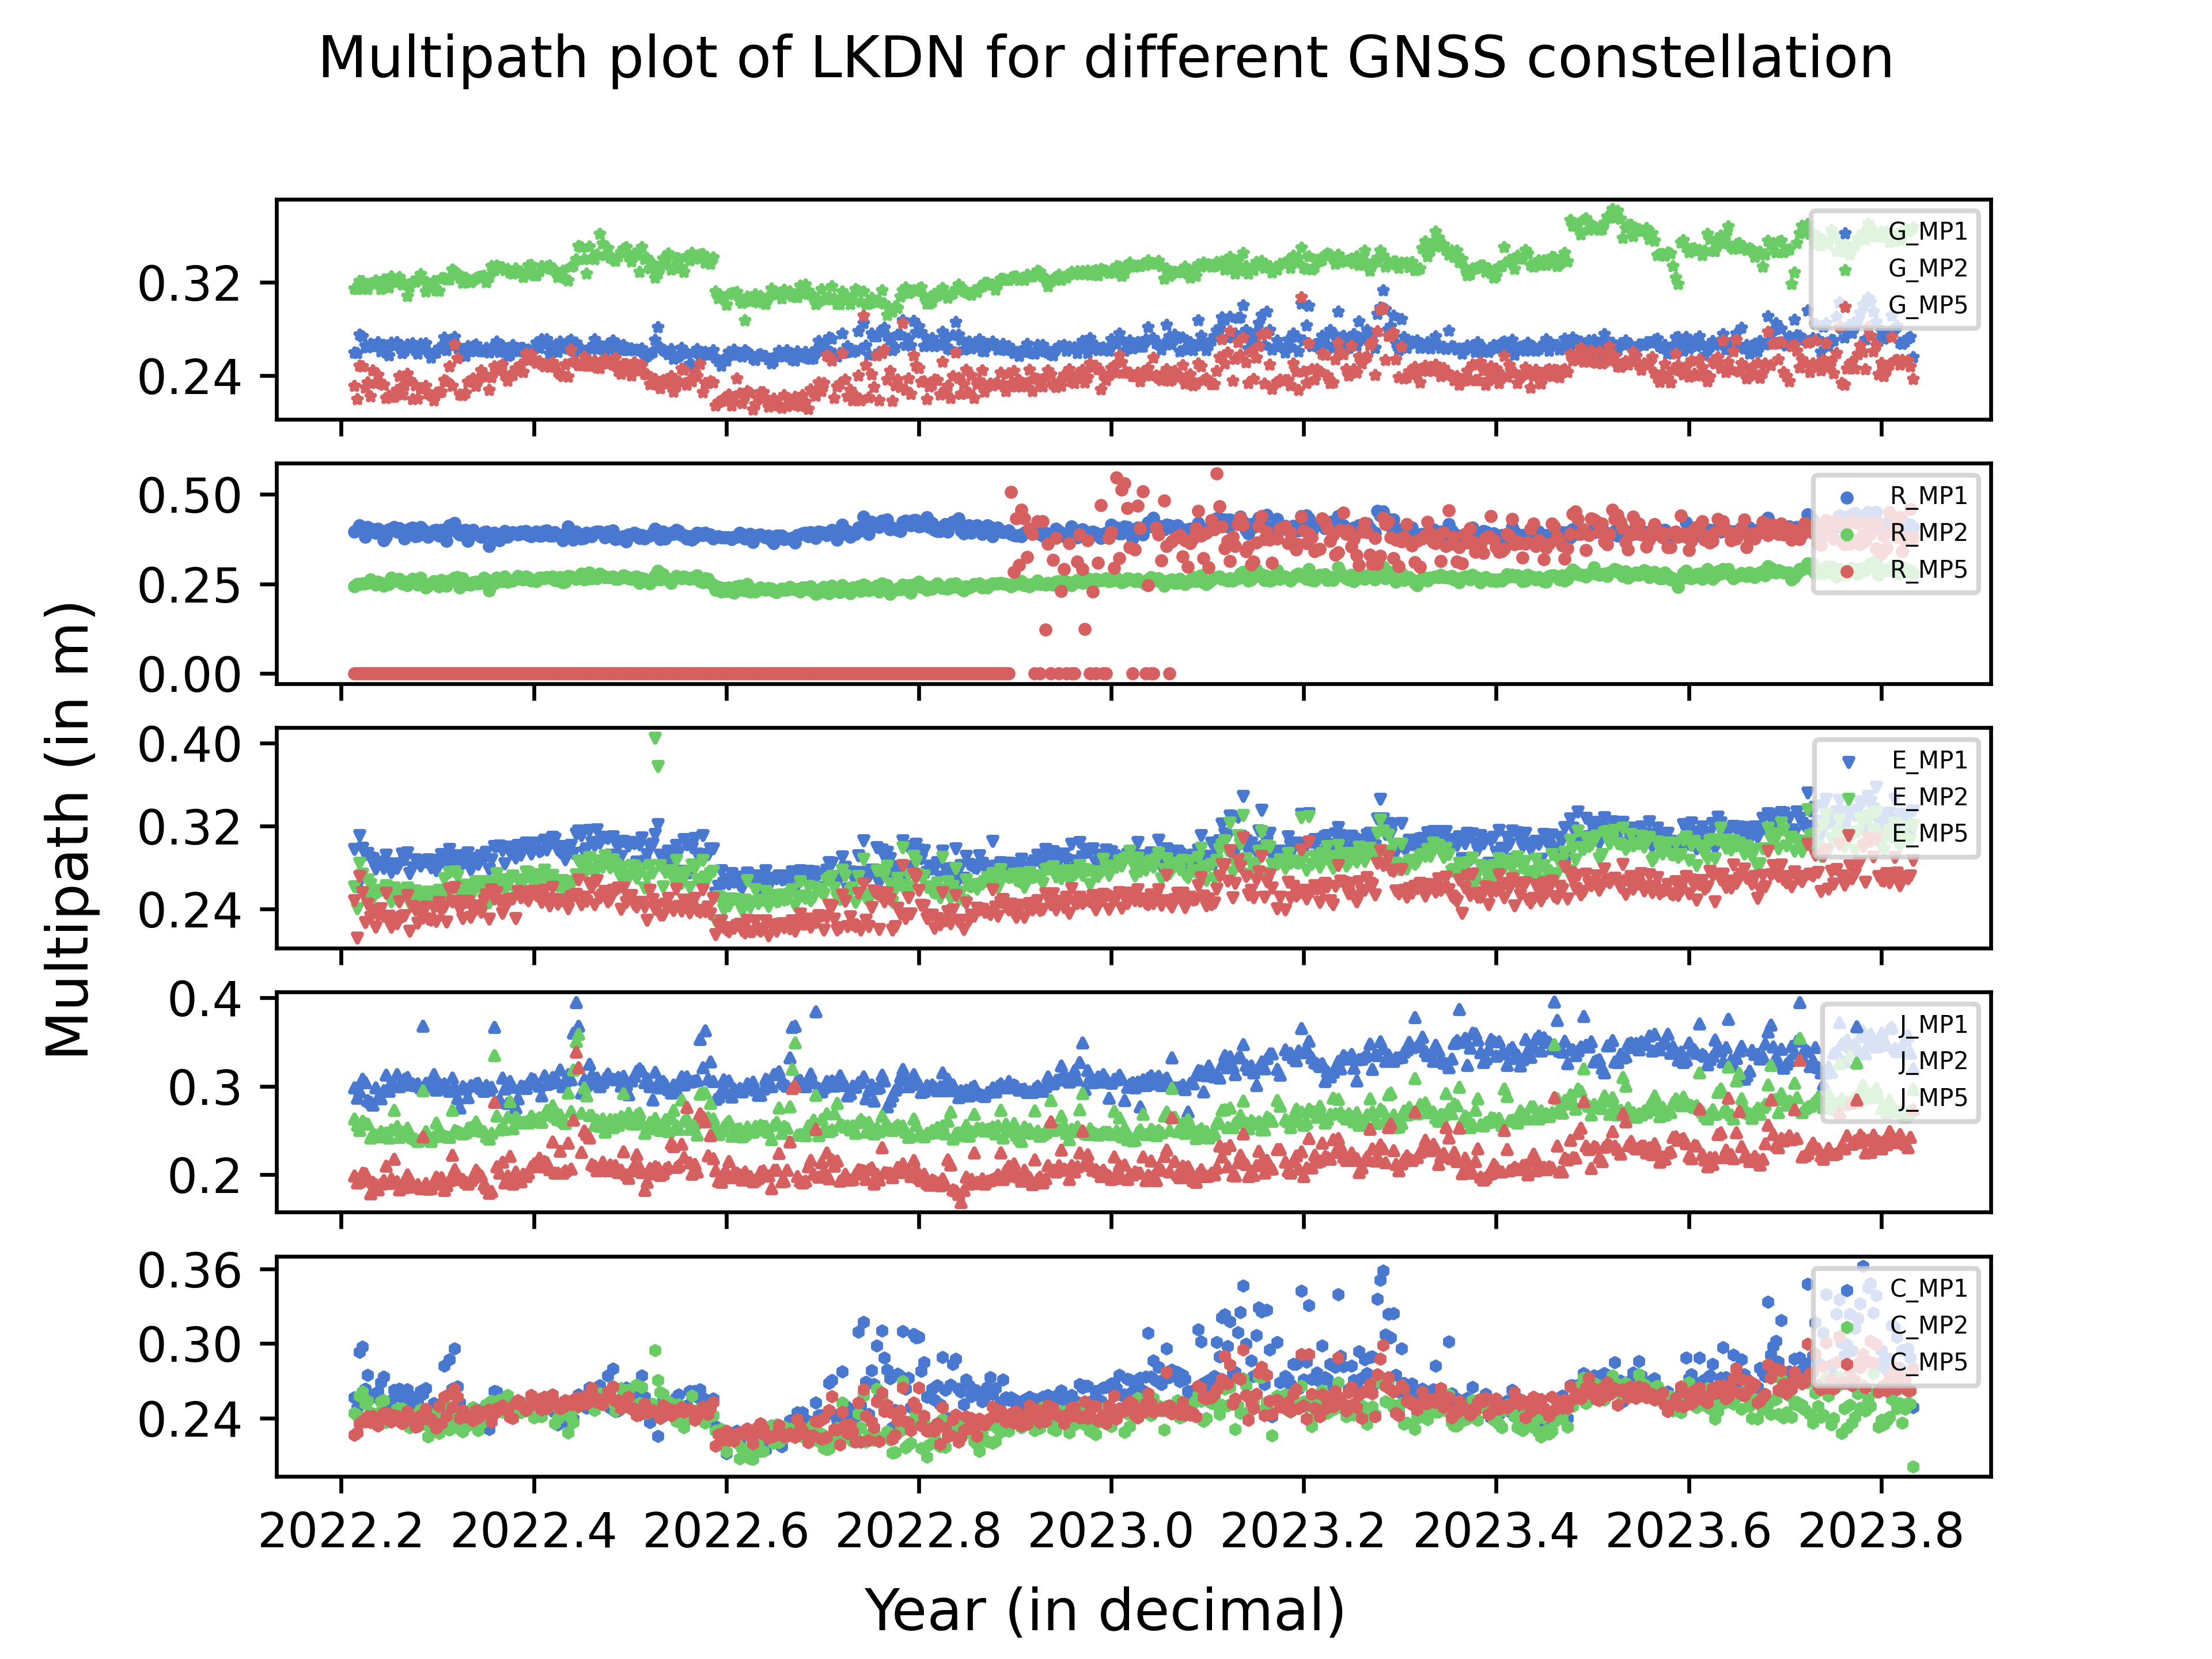 Multipath plot of LKDN for different GNSS constellation
Multipath (in m)
0.32
0.24
G_MP1
G_MP2
G_MP5
0.50
0.25
0.00
R_MP1
R_MP2
R_MP5
0.40
0.32
0.24
E_MP1
E_MP2
E_MP5
0.4
0.3
0.2
J_MP1
J_MP2
J_MP5
0.36
0.30
0.24
C_MP1
C_MP2
C_MP5
2022.2 2022.4 2022.6 2022.8 2023.0 2023.2 2023.4 2023.6 2023.8
Year (in decimal)